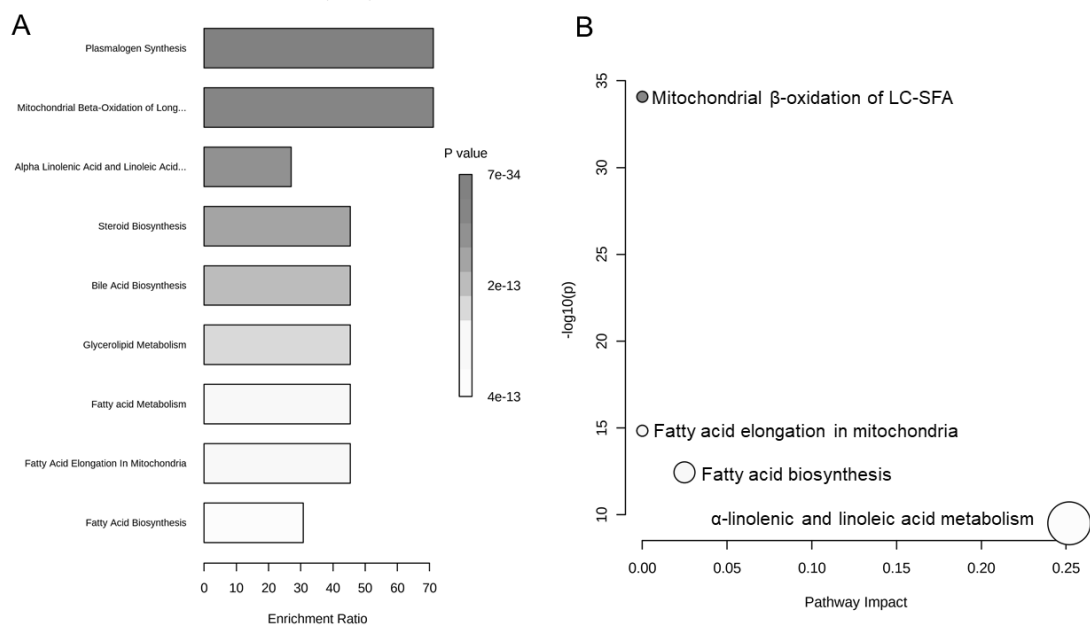 A
Plasmalogen Synthesis
Mitochondrial Beta-Oxidation of Long...
Alpha Linolenic Acid and Linoleic Acid...
Steroid Biosynthesis
Bile Acid Biosynthesis
Glycerolipid Metabolism
Fatty acid Metabolism
Fatty Acid Elongation In Mitochondria
Fatty Acid Biosynthesis
0 10 20 30 40 50 60 70
Enrichment Ratio
P value
7e-34
2e-13
4e-13
B
35
30
25
20
15
10
-log10(p)
Mitochondrial β-oxidation of LC-SFA
Fatty acid elongation in mitochondria
Fatty acid biosynthesis
α-linolenic and linoleic acid metabolism
0.00 0.05 0.10 0.15 0.20 0.25
Pathway Impact